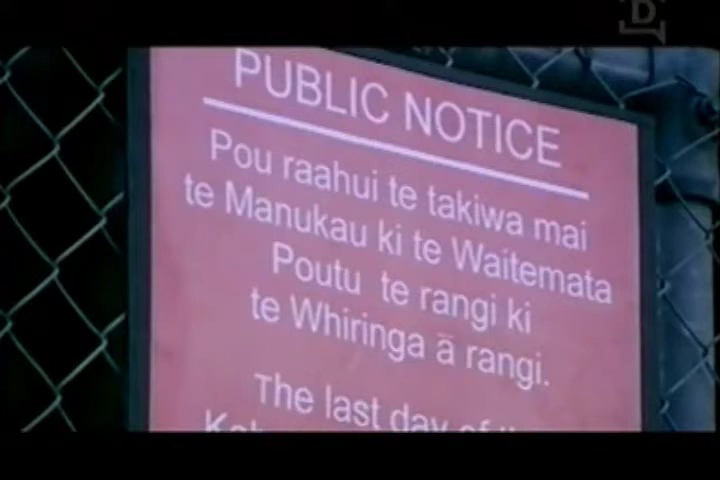 D
PUBLIC NOTICE
Pou raahui te takiwa mai
te Manukau ki te Waitemata
Poutu te rangi ki
te Whiringa ā rangi.
The last day of